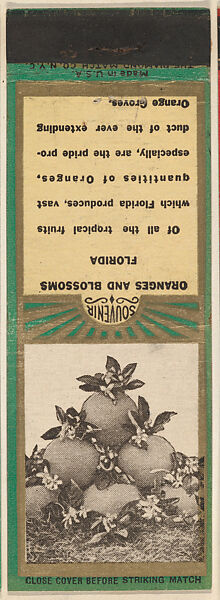 Made in U.S.A.
THE DIAMOND MATCH CO. N.Y.C.
ORANGES AND BLOSSOMS
FLORIDA
Of all the tropical fruits
which Florida produces, vast
quantities of Oranges,
especially, are the pride pro-
duct of the ever extending
Orange Groves.
SOUVENIR
CLOSE COVER BEFORE STRIKING MATCH